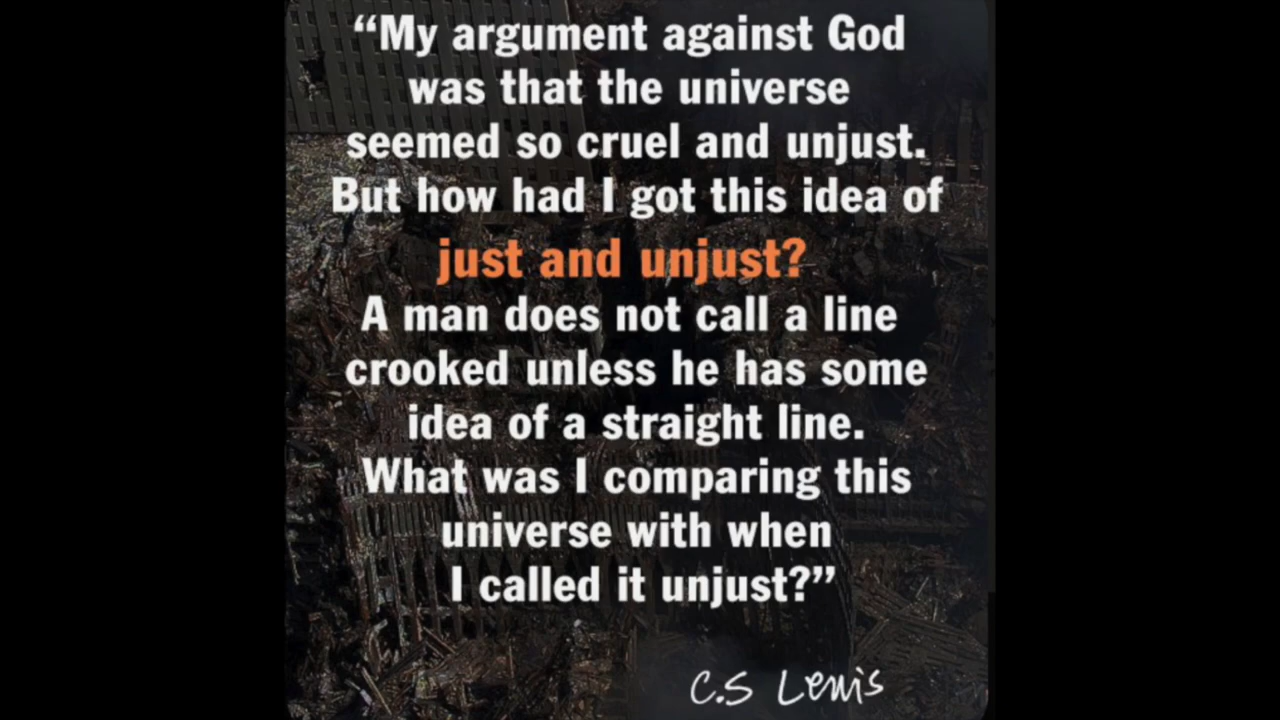 “My argument against God
was that the universe
seemed so cruel and unjust.
But how had I got this idea of
just and unjust?
A man does not call a line
crooked unless he has some
idea of a straight line.
What was I comparing this
universe with when
I called it unjust?”
C.S Lewis